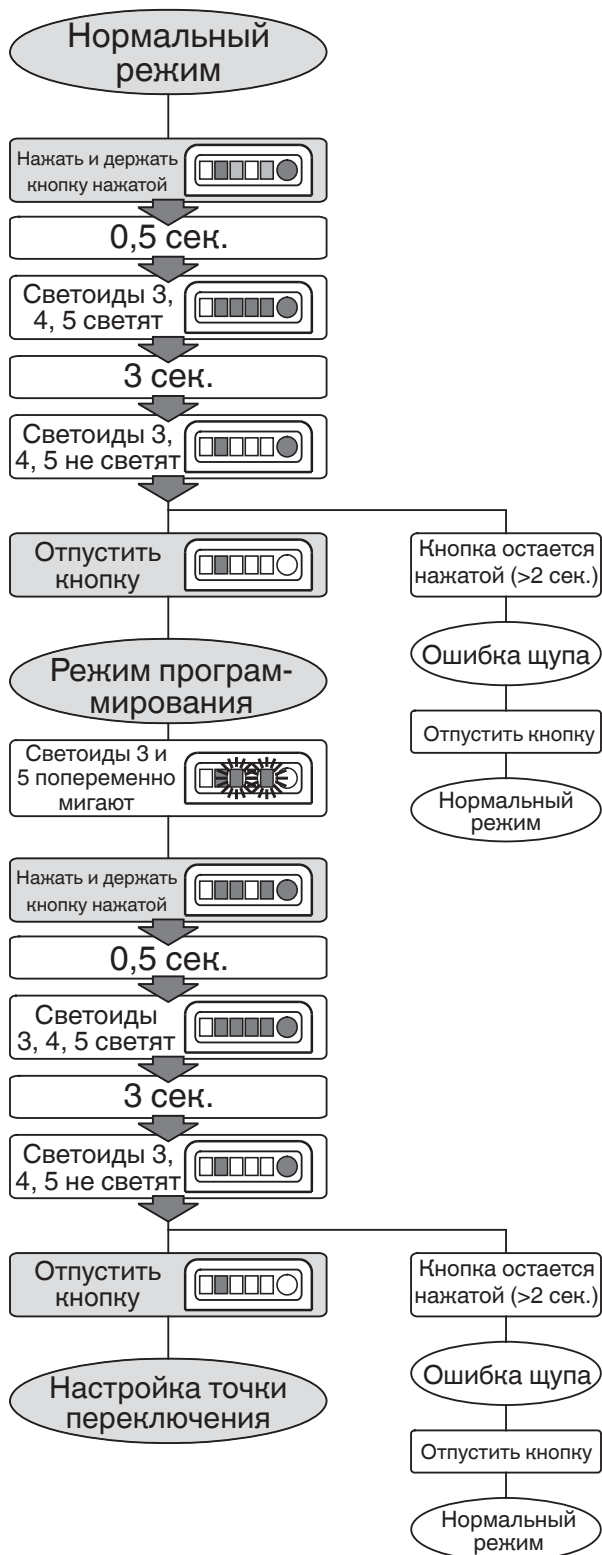 Нормальный
режим
Нажать и держать
кнопку нажатой
0,5 сек.
Светоиды 3,
4, 5 светят
3 сек.
Светоиды 3,
4, 5 не светят
Отпустить
кнопку
Кнопка остается
нажатой (>2 сек.)
Ошибка щупа
Отпустить кнопку
Нормальный
режим
Режим програм-
мирования
Светоиды 3 и
5 попеременно
мигают
Нажать и держать
кнопку нажатой
0,5 сек.
Светоиды
3, 4, 5 светят
3 сек.
Светоиды 3,
4, 5 не светят
Отпустить
кнопку
Кнопка остается
нажатой (>2 сек.)
Настройка точки
переключения
Ошибка щупа
Отпустить кнопку
Нормальный
режим